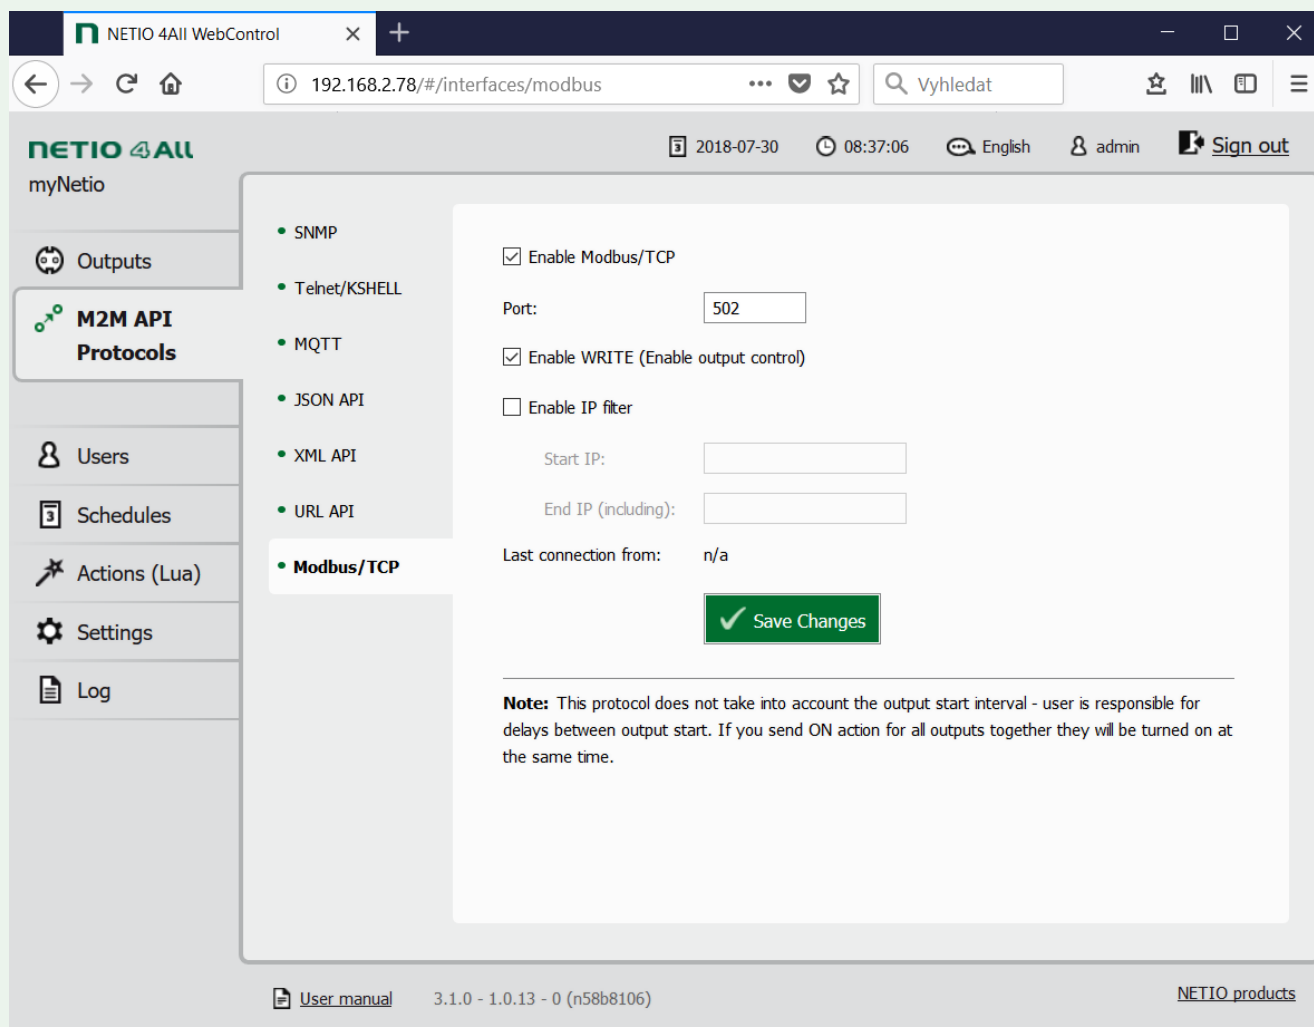 NETIO 4All WebControl
192.168.2.78/#/interfaces/modbus
Vyhledat
NETIO 4All
myNetio
3 2018-07-30 08:37:06 English admin Sign out
Outputs
M2M API
Protocols
Users
3 Schedules
Actions (Lua)
Settings
Log
SNMP
Telnet/KSHELL
MQTT
JSON API
XML API
URL API
Modbus/TCP
Enable Modbus/TCP
Port: 502
Enable WRITE (Enable output control)
Enable IP filter
Start IP:
End IP (including):
Last connection from: n/a
Save Changes
Note: This protocol does not take into account the output start interval - user is responsible for
delays between output start. If you send ON action for all outputs together they will be turned on at
the same time.
User manual 3.1.0 - 1.0.13 - 0 (n58b8106)
NETIO products